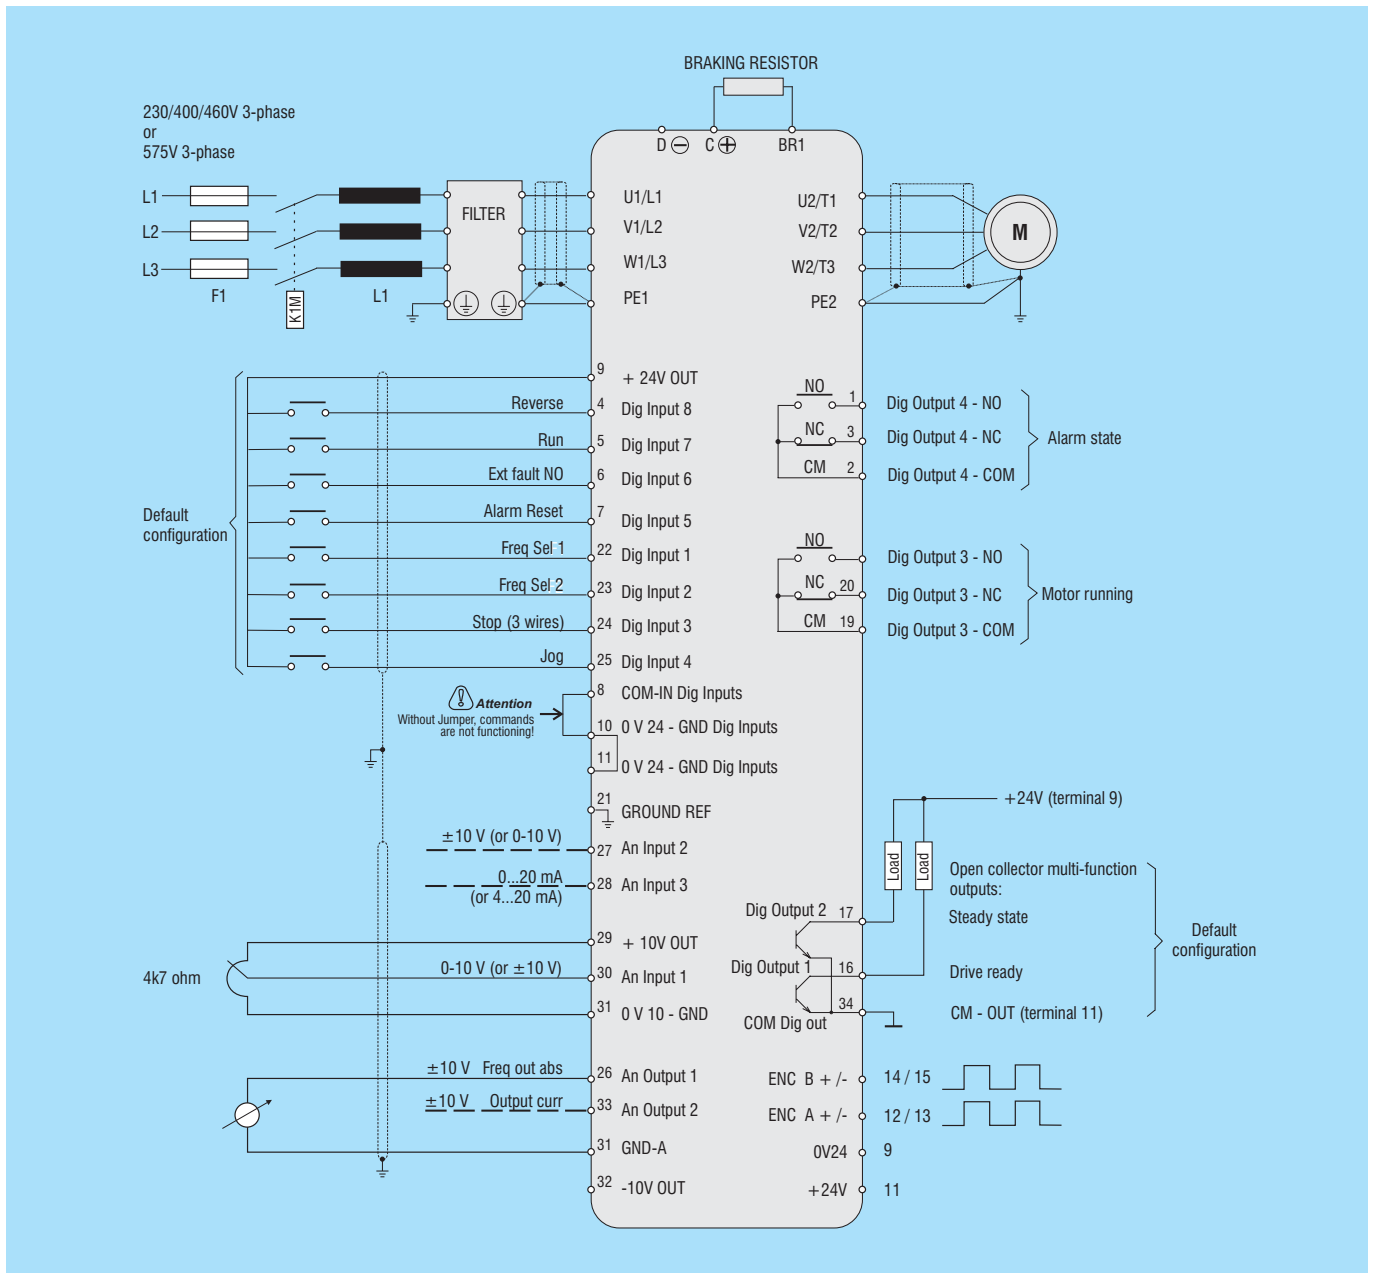 BRAKING RESISTOR
230/400/460V 3-phase
or
575V 3-phase
D
C
BR1
L1
L2
L3
F1
K1M
L1
FILTER
U1/L1
V1/L2
W1/L3
PE1
U2/T1
V2/T2
W2/T3
PE2
M
Default
configuration
9
+ 24V OUT
Reverse
4
Dig Input 8
Run
5
Dig Input 7
Ext fault NO
6
Dig Input 6
Alarm Reset
7
Dig Input 5
Freq Sel 1
22
Dig Input 1
Freq Sel 2
23
Dig Input 2
Stop (3 wires)
24
Dig Input 3
Jog
25
Dig Input 4
Attention
Without Jumper, commands
are not functioning!
8
COM-IN Dig Inputs
10
0 V 24 - GND Dig Inputs
11
0 V 24 - GND Dig Inputs
21
GROUND REF
±10 V (or 0-10 V)
27
An Input 2
0...20 mA
(or 4...20 mA)
28
An Input 3
29
+ 10V OUT
4k7 ohm
0-10 V (or ±10 V)
30
An Input 1
31
0 V 10 - GND
±10 V Freq out abs
26
An Output 1
±10 V Output curr
33
An Output 2
31
GND-A
32
-10V OUT
NO
1
Dig Output 4 - NO
NC
3
Dig Output 4 - NC
CM
2
Dig Output 4 - COM
Alarm state
NO
Dig Output 3 - NO
NC
20
Dig Output 3 - NC
CM
19
Dig Output 3 - COM
Motor running
+24V (terminal 9)
Load
Load
Open collector multi-function
outputs:
Dig Output 2
17
Steady state
Dig Output 1
16
Drive ready
34
COM Dig out
CM - OUT (terminal 11)
Default
configuration
ENC B + /-
14 / 15
ENC A + /-
12 / 13
0V24
9
+24V
11